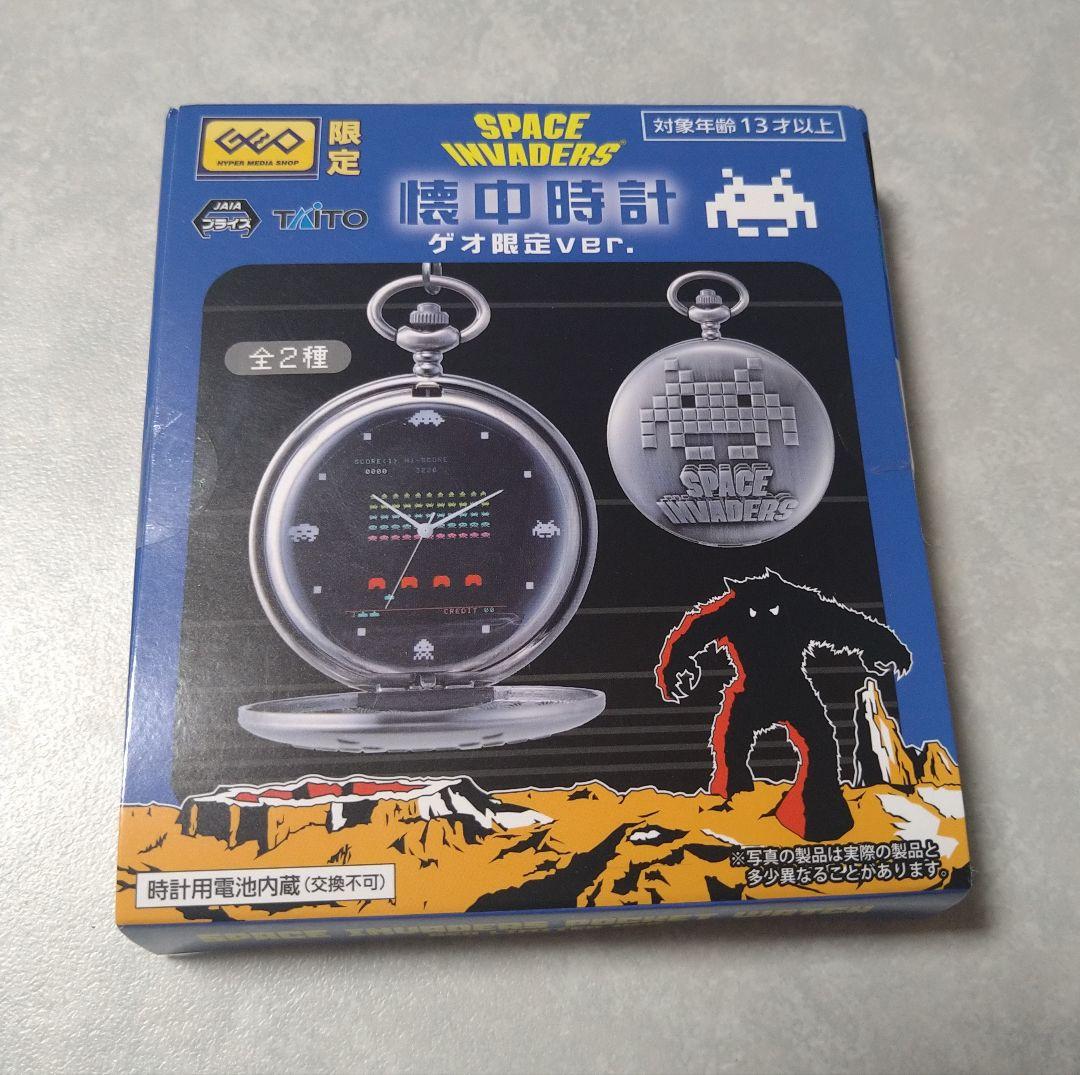 GEO
HYPER MEDIA SHOP
限定
SPACE
INVADERS®
対象年齢13才以上
JAIA
プライズ
TAITO
懐中時計
ゲオ限定ver.
全2種
SCORE<1> HI-SCORE
0000
CREDIT 00
SPACE
INVADERS
※写真の製品は実際の製品と
多少異なることがあります。
時計用電池内蔵(交換不可)
SPACE INVADERS POCKET WATCH